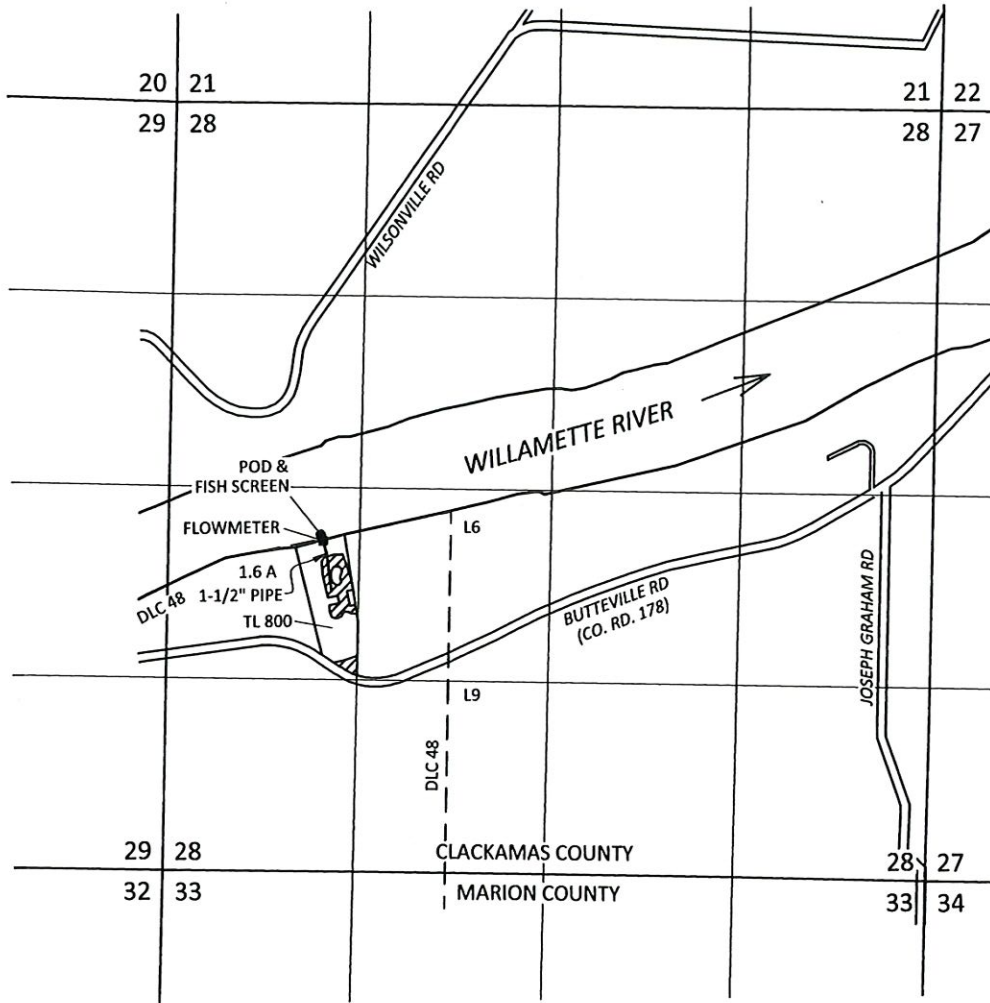 20 21
29 28
21 22
28 27
WILSONVILLE RD
WILLAMETTE RIVER
POD &
FISH SCREEN
FLOWMETER
1.6 A
1-1/2" PIPE
TL 800
DLC 48
L6
BUTTEVILLE RD
(CO. RD. 178)
JOSEPH GRAHAM RD
L9
DLC 48
29 28
32 33
CLACKAMAS COUNTY
MARION COUNTY
28 27
33 34